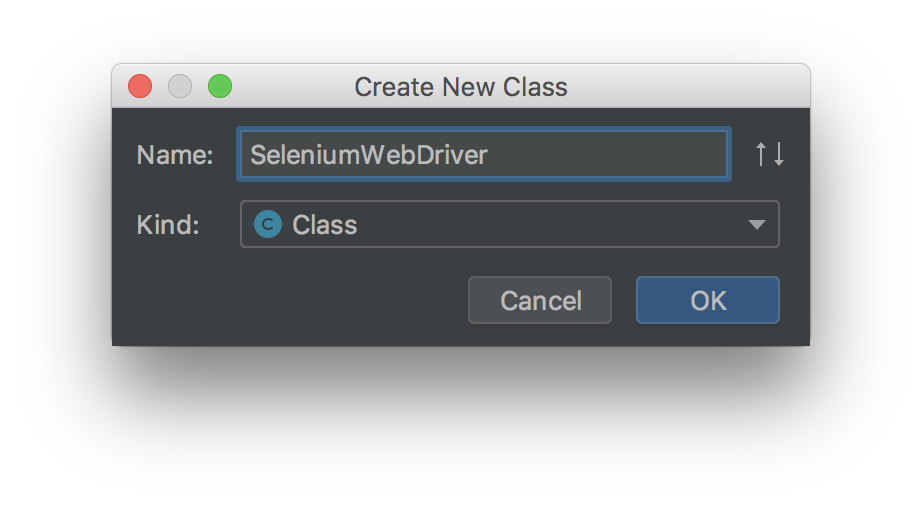 Create New Class
Name: SeleniumWebDriver
Kind: C Class
Cancel OK